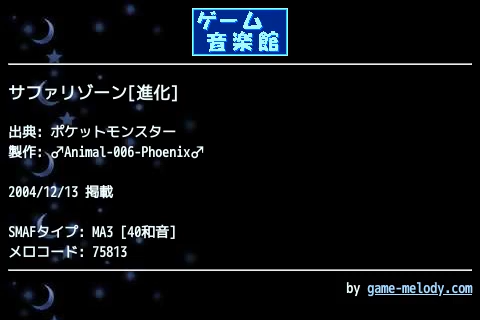 ゲーム
音楽館
サファリゾーン[進化]
出典: ポケットモンスター
製作: ♂Animal-006-Phoenix♂
2004/12/13 掲載
SMAFタイプ: MA3 [40和音]
メロコード: 75813
by game-melody.com